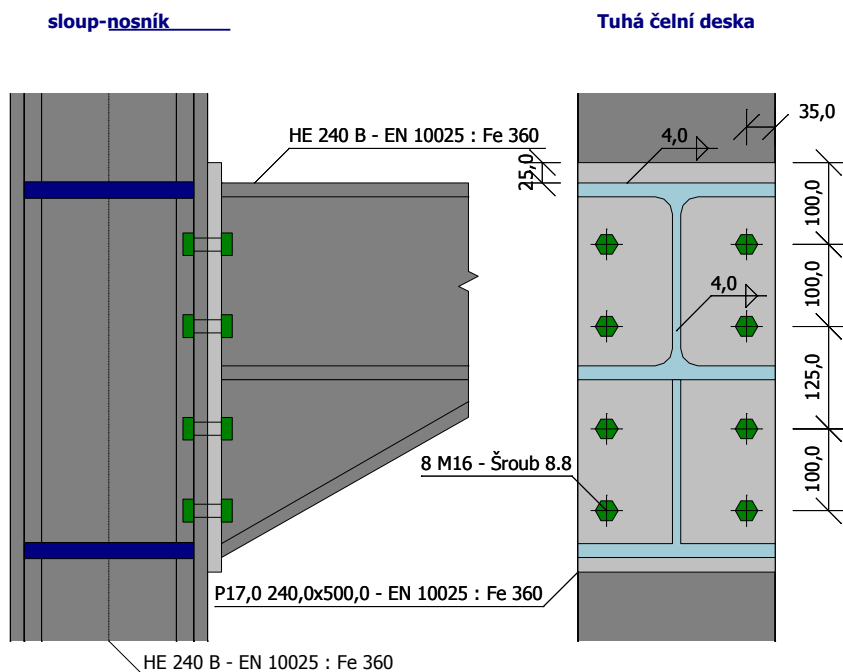 sloup-nosník
Tuhá čelní deska
HE 240 B - EN 10025 : Fe 360
25,0
4,0
35,0
100,0
100,0
4,0
125,0
100,0
8 M16 - Šroub 8.8
P17,0 240,0x500,0 - EN 10025 : Fe 360
HE 240 B - EN 10025 : Fe 360